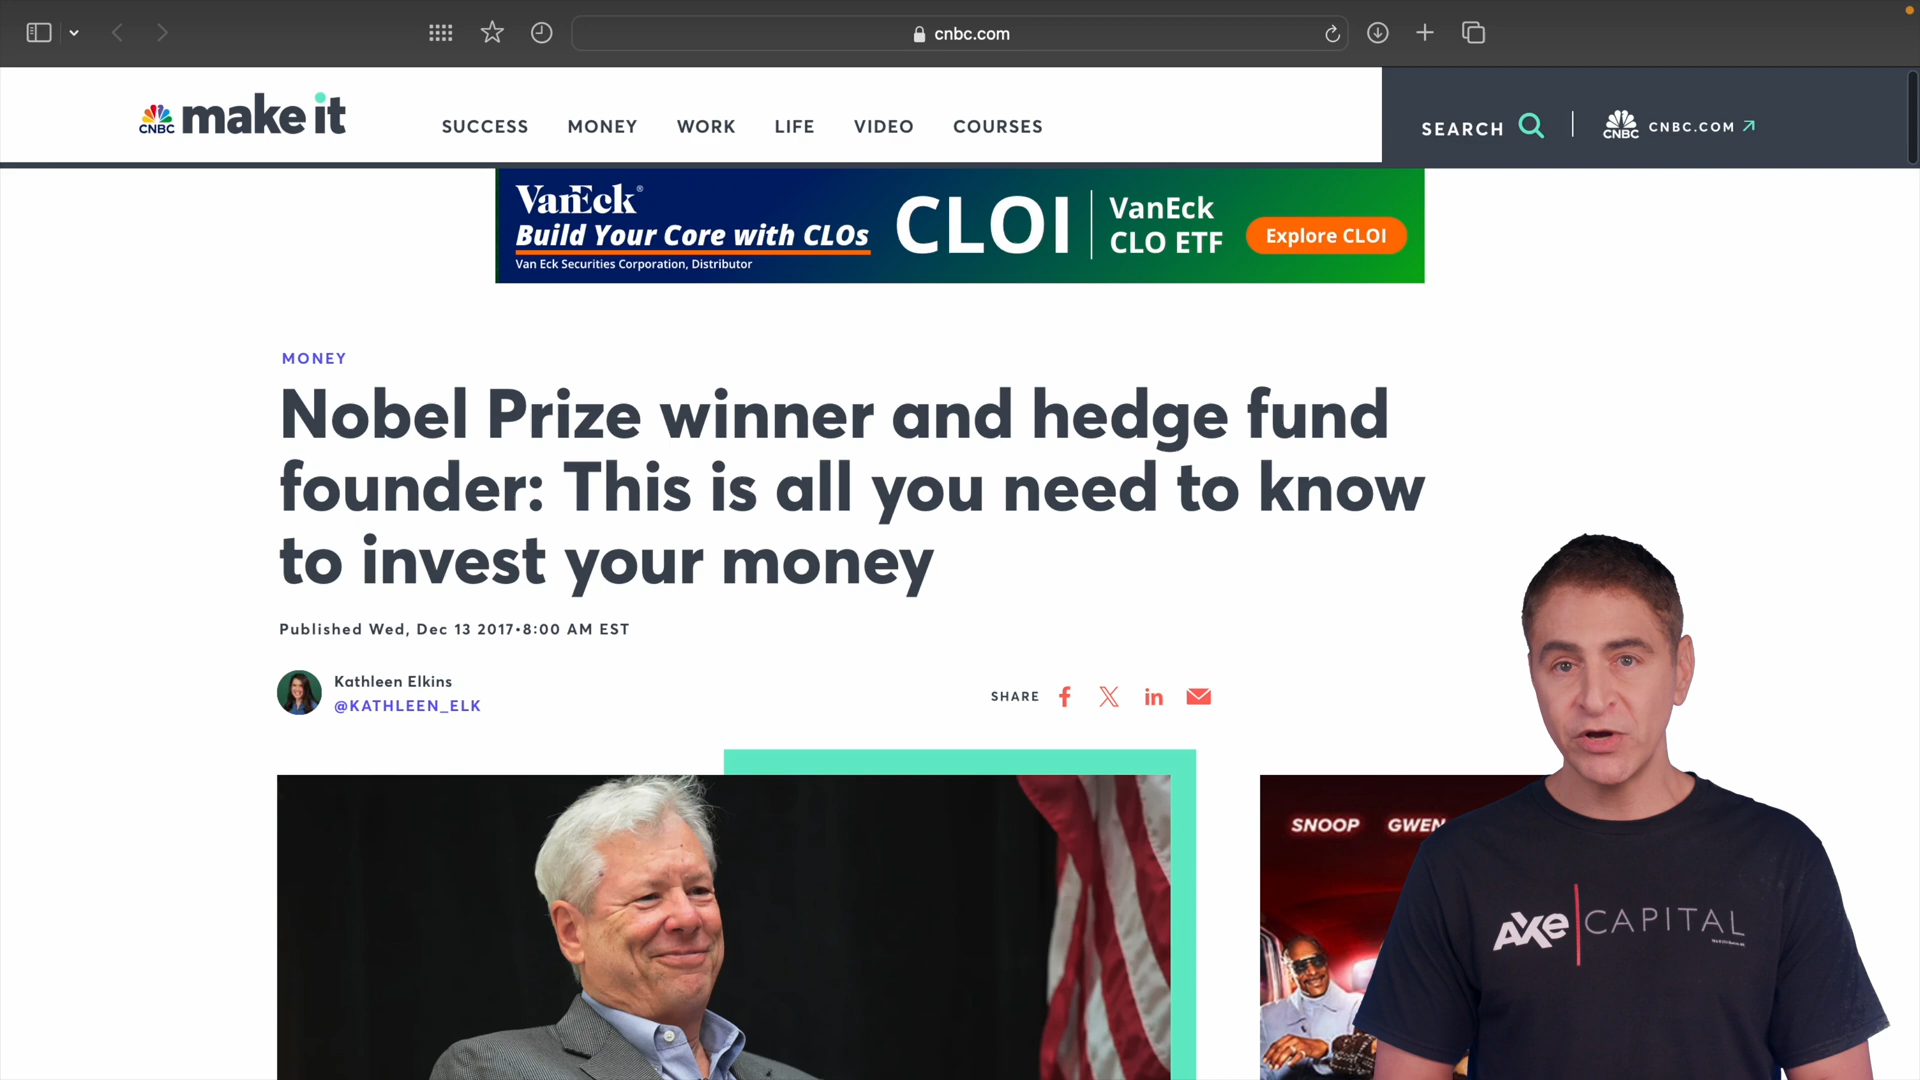 cnbc.com
CNBC make it
SUCCESS MONEY WORK LIFE VIDEO COURSES
SEARCH
CNBC CNBC.COM
VanEck®
Build Your Core with CLOs
Van Eck Securities Corporation, Distributor
CLOI
VanEck
CLO ETF
Explore CLOI
MONEY
Nobel Prize winner and hedge fund
founder: This is all you need to know
to invest your money
Published Wed, Dec 13 2017•8:00 AM EST
Kathleen Elkins
@KATHLEEN_ELK
SHARE
SNOOP GWEN
AXe CAPITAL